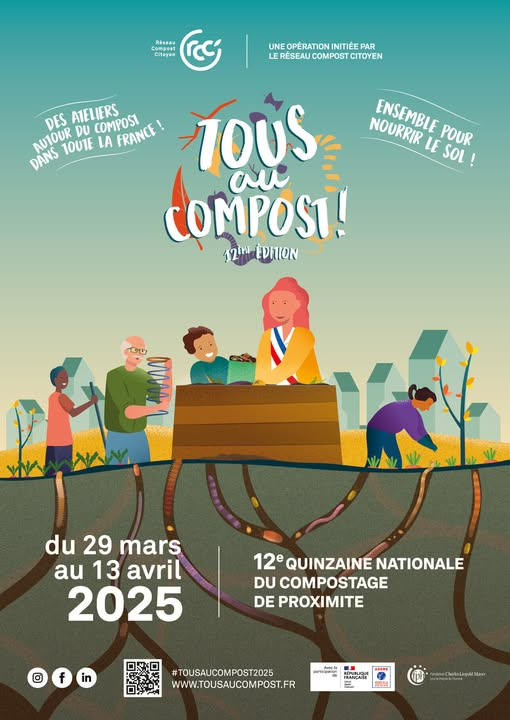 Réseau
Compost
Citoyen
rcc
UNE OPÉRATION INITIÉE PAR
LE RÉSEAU COMPOST CITOYEN
DES ATELIERS
AUTOUR DU COMPOST
DANS TOUTE LA FRANCE !
ENSEMBLE POUR
NOURRIR LE SOL !
TOUS
au
COMPOST !
12ÈME ÉDITION
du 29 mars
au 13 avril
2025
12e QUINZAINE NATIONALE
DU COMPOSTAGE
DE PROXIMITE
#TOUSAUCOMPOST2025
WWW.TOUSAUCOMPOST.FR
Avec la
participation
de
RÉPUBLIQUE
FRANÇAISE
ADEME
Fondation Charles Léopold Mayer